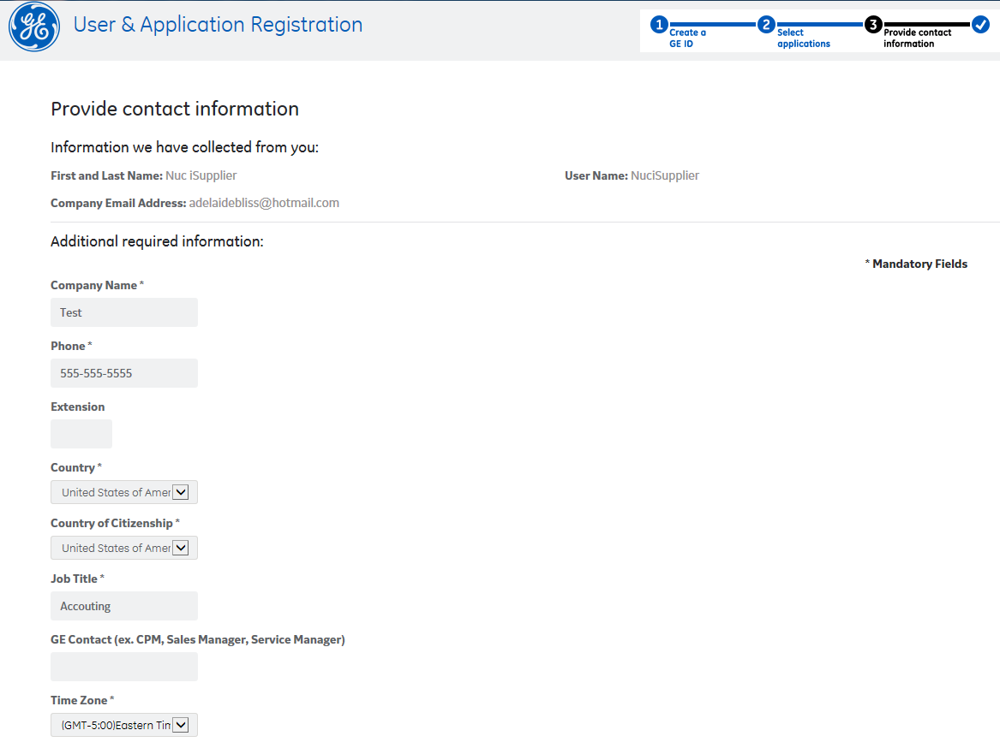 GE
User & Application Registration
1 Create a
GE ID
2 Select
applications
3 Provide contact
information
Provide contact information
Information we have collected from you:
First and Last Name: Nuc iSupplier
User Name: NuciSupplier
Company Email Address: adelaidebliss@hotmail.com
Additional required information:
* Mandatory Fields
Company Name *
Test
Phone *
555-555-5555
Extension
Country *
United States of Amer
Country of Citizenship *
United States of Amer
Job Title *
Accouting
GE Contact (ex. CPM, Sales Manager, Service Manager)
Time Zone *
(GMT-5:00)Eastern Tim